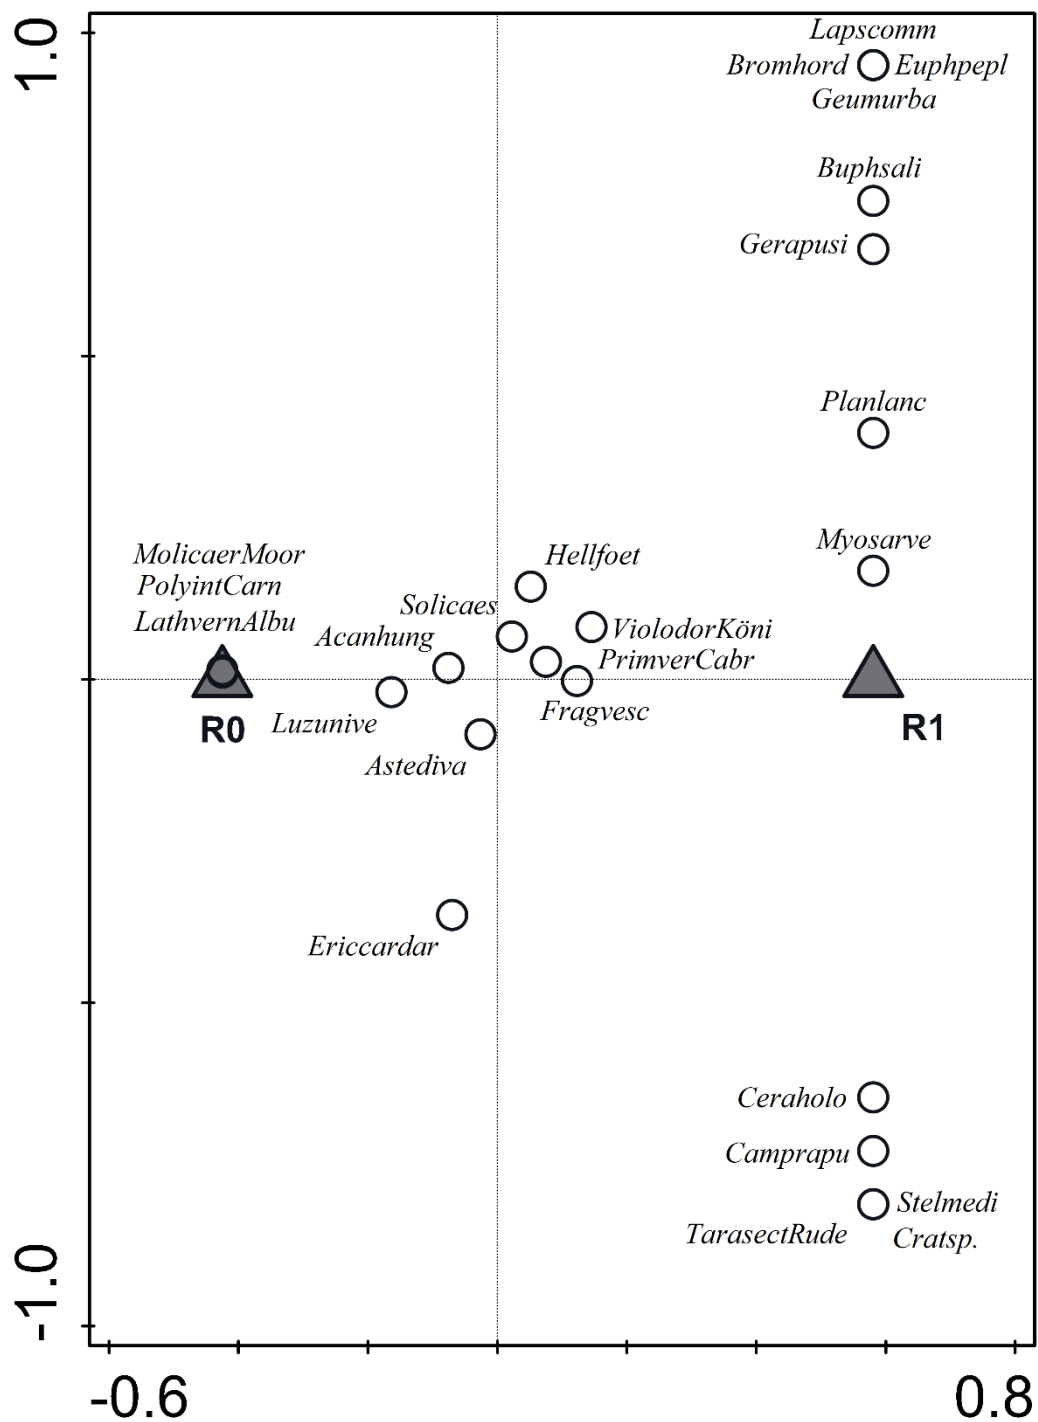 1.0
Lapscomm
Bromhord
Euphpepl
Geumurba
Buphsali
Gerapusi
Planlanc
Myosarve
MolicaerMoor
PolyintCarn
LathvernAlbu
Hellfoet
Solicaes
Acanhung
ViolodorKöni
PrimverCabr
Fragvesc
Luzunive
Astediva
R0
R1
Ericcardar
Ceraholo
Camprapu
Stelmedi
TarasectRude
Cratsp.
-1.0
-0.6
0.8